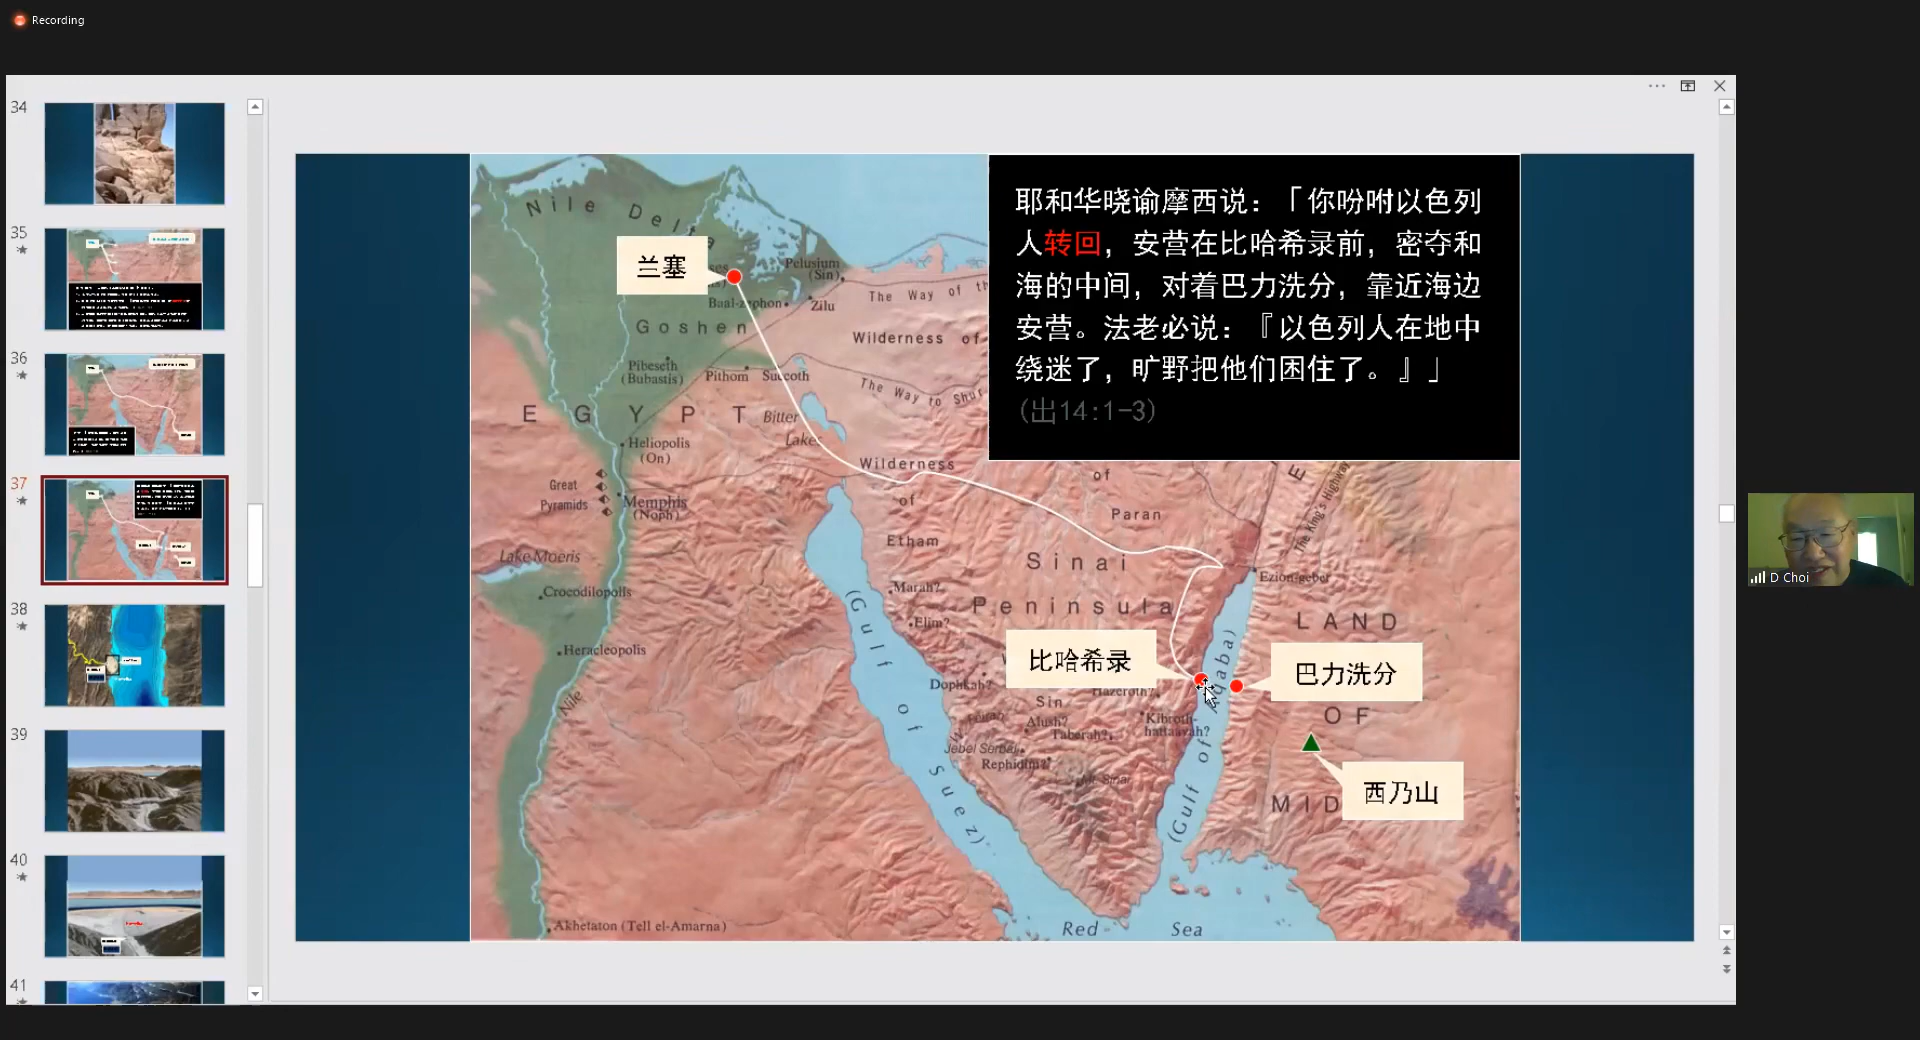 Recording
34
35
36
37
38
39
40
41
耶和华晓谕摩西说：「你吩咐以色列
人转回，安营在比哈希录前，密夺和
海的中间，对着巴力洗分，靠近海边
安营。法老必说：『以色列人在地中
绕迷了，旷野把他们困住了。』」
(出14:1-3)
Nile Delta
兰塞
Pelusium
(Sin)
Baal-zephon
Zilu
The Way of th
Goshen
Wilderness of
Pibeseth
(Bubastis)
Pithom
Succoth
The Way to Shur
EGYPT
Bitter
Lakes
Heliopolis
(On)
Wilderness
of
of
Paran
The King's Highway
Great
Pyramids
Memphis
(Noph)
Etham
Lake Moeris
Sinai
Ezion-geber
Crocodilopolis
Marah?
Peninsula
LAND
Elim?
Heracleopolis
比哈希录
巴力洗分
Dophkah?
Hazeroth?
Nile
Sin
OF
Alush?
Kibroth-
Taberah?
hattaavah?
Jebel Serbal
Rephidim?
Mt. Sinai
西乃山
MID
(Gulf of Suez)
(Gulf of Aqaba)
Akhetaton (Tell el-Amarna)
Red Sea
D Choi